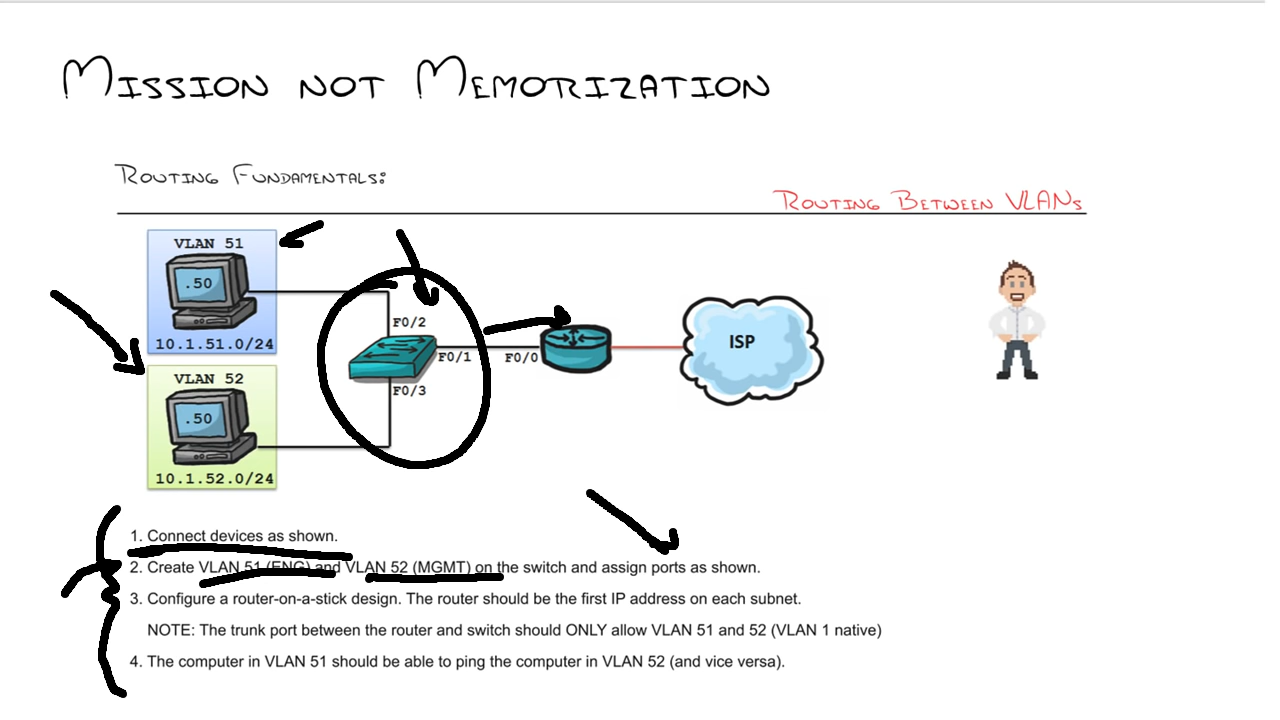 MISSION NOT MEMORIZATION
ROUTING FUNDAMENTALS:
ROUTING BETWEEN VLANs
VLAN 51
.50
10.1.51.0/24
VLAN 52
.50
10.1.52.0/24
F0/2
F0/1
F0/3
F0/0
ISP
1. Connect devices as shown.
2. Create VLAN 51 (ENG) and VLAN 52 (MGMT) on the switch and assign ports as shown.
3. Configure a router-on-a-stick design. The router should be the first IP address on each subnet.
NOTE: The trunk port between the router and switch should ONLY allow VLAN 51 and 52 (VLAN 1 native)
4. The computer in VLAN 51 should be able to ping the computer in VLAN 52 (and vice versa).